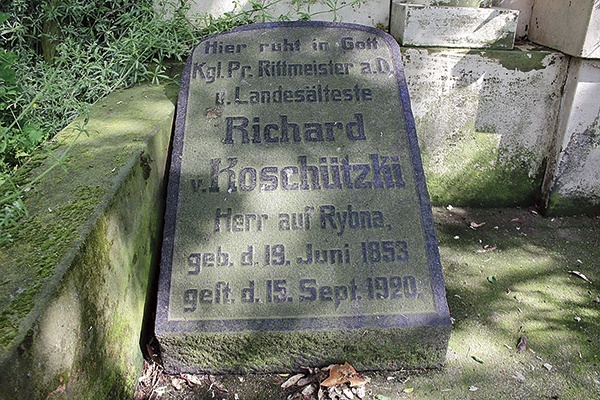 Hier ruht in Gott
Kgl. Pr. Rittmeister a.D.
u. Landesälteste
Richard
v. Koschützki
Herr auf Rybna,
geb. d. 19. Juni 1853
gest. d. 15. Sept. 1920.